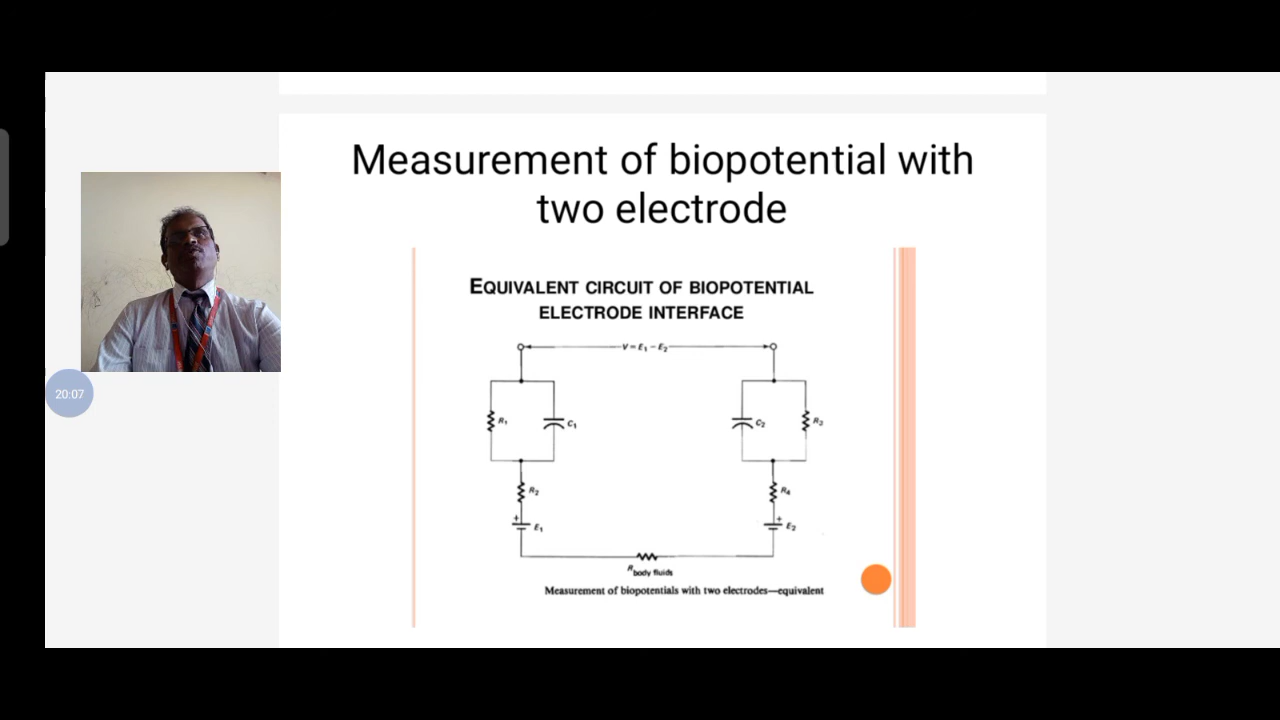 Measurement of biopotential with
two electrode
EQUIVALENT CIRCUIT OF BIOPOTENTIAL
ELECTRODE INTERFACE
V = E₁ − E₂
R₁
C₁
C₂
R₃
R₂
R₄
+
E₁
+
E₂
R body fluids
Measurement of biopotentials with two electrodes—equivalent
20:07